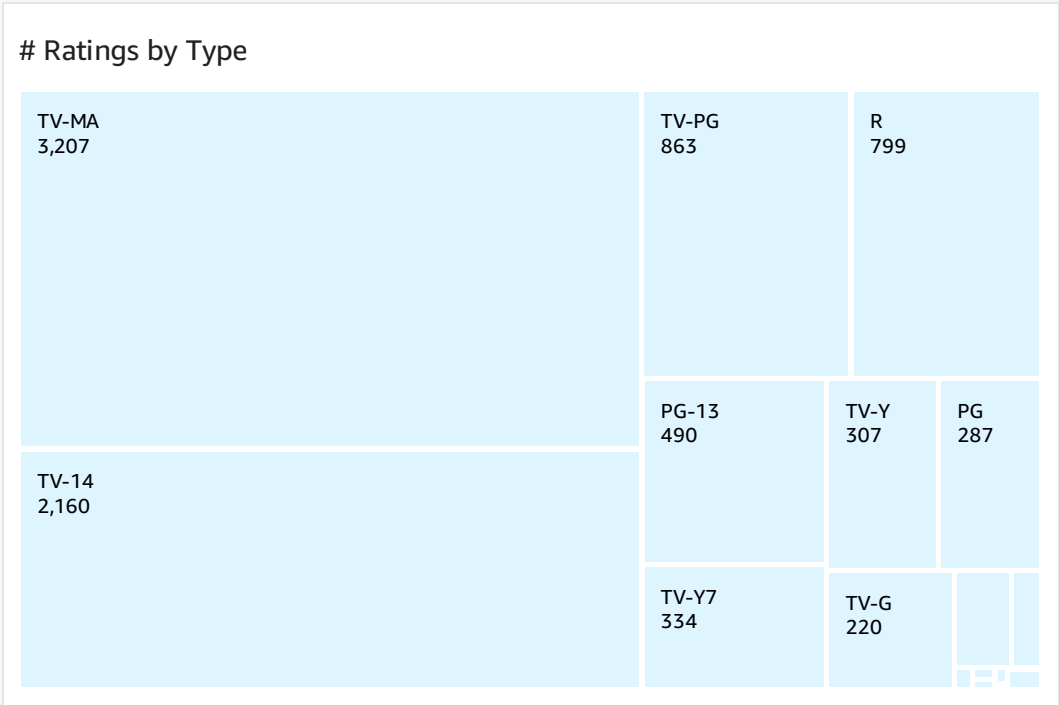 # Ratings by Type
TV-MA
3,207
TV-PG
863
R
799
PG-13
490
TV-Y
307
PG
287
TV-14
2,160
TV-Y7
334
TV-G
220